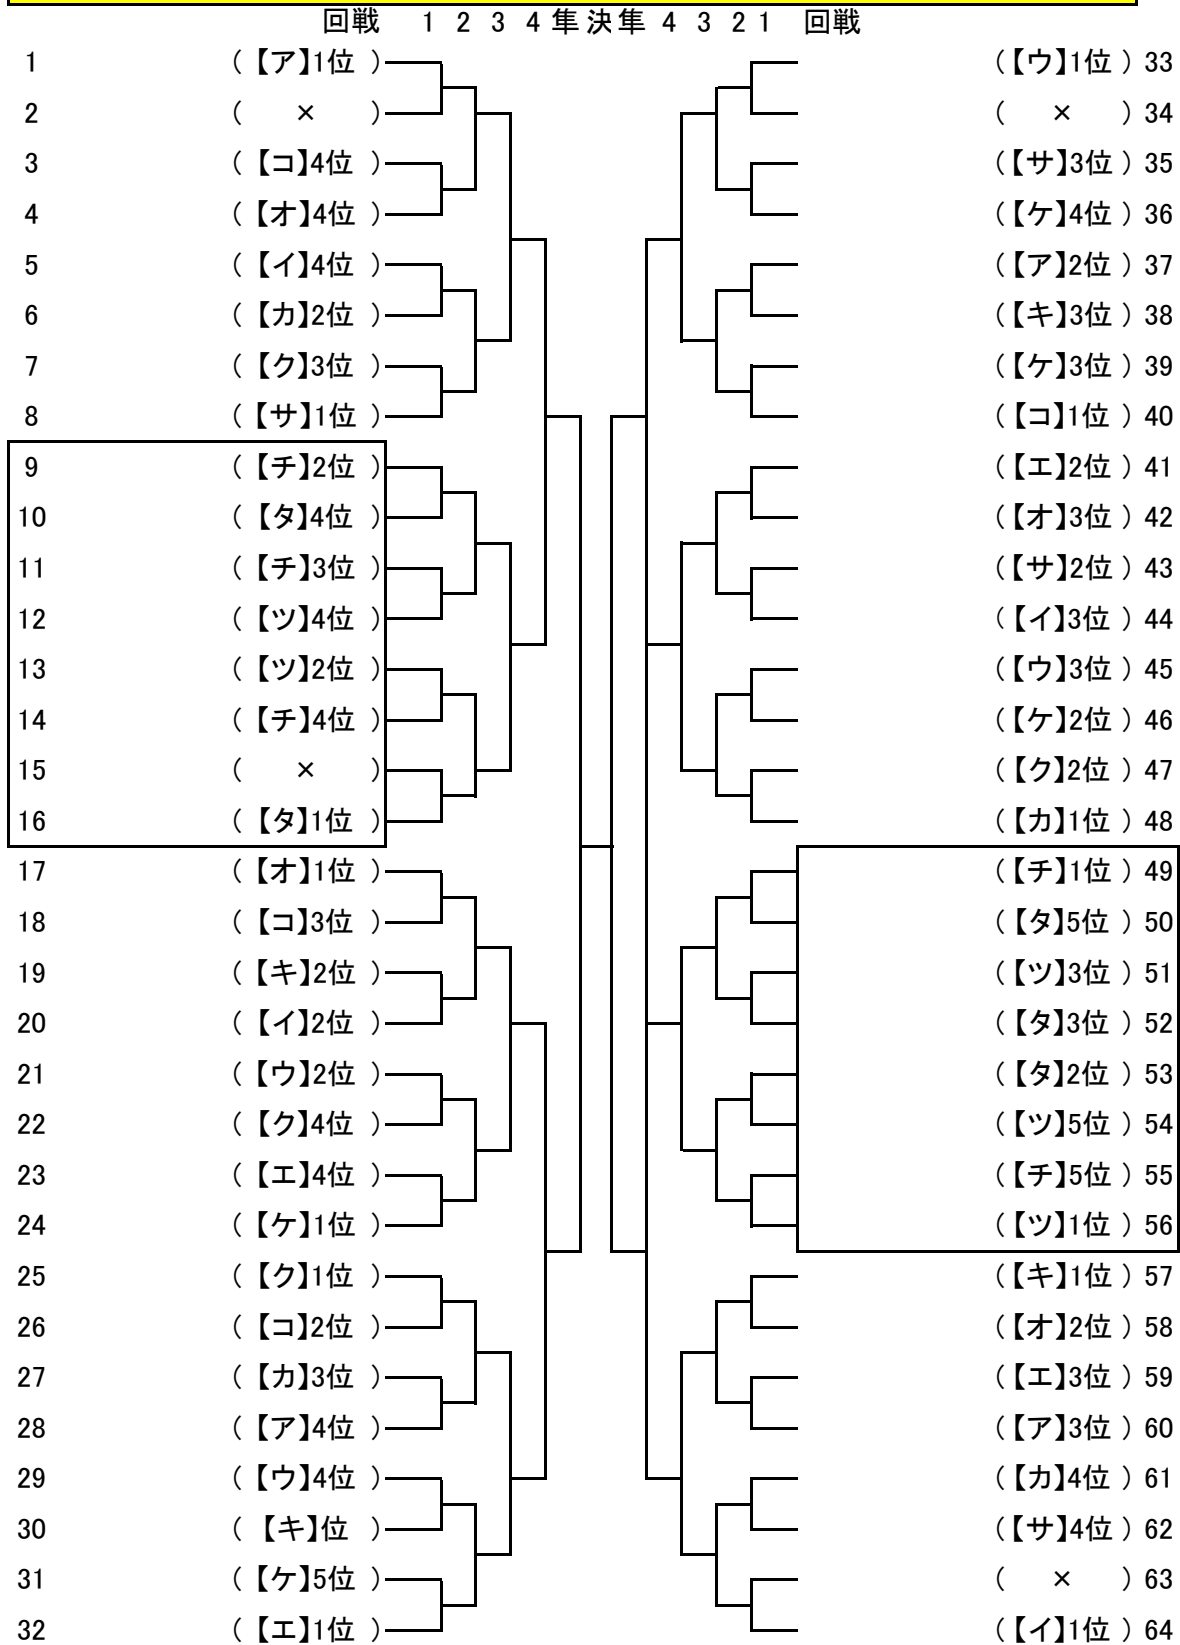 回戦 1 2 3 4 隼 決 隼 4 3 2 1 回戦
1 ( 【ア】1位 ) (【ウ】1位 ) 33
2 ( × ) ( × ) 34
3 ( 【コ】4位 ) (【サ】3位 ) 35
4 ( 【オ】4位 ) (【ケ】4位 ) 36
5 ( 【イ】4位 ) (【ア】2位 ) 37
6 ( 【カ】2位 ) (【キ】3位 ) 38
7 ( 【ク】3位 ) (【ケ】3位 ) 39
8 ( 【サ】1位 ) (【コ】1位 ) 40
9 ( 【チ】2位 ) (【エ】2位 ) 41
10 ( 【タ】4位 ) (【オ】3位 ) 42
11 ( 【チ】3位 ) (【サ】2位 ) 43
12 ( 【ツ】4位 ) (【イ】3位 ) 44
13 ( 【ツ】2位 ) (【ウ】3位 ) 45
14 ( 【チ】4位 ) (【ケ】2位 ) 46
15 ( × ) (【ク】2位 ) 47
16 ( 【タ】1位 ) (【カ】1位 ) 48
17 ( 【オ】1位 ) (【チ】1位 ) 49
18 ( 【コ】3位 ) (【タ】5位 ) 50
19 ( 【キ】2位 ) (【ツ】3位 ) 51
20 ( 【イ】2位 ) (【タ】3位 ) 52
21 ( 【ウ】2位 ) (【タ】2位 ) 53
22 ( 【ク】4位 ) (【ツ】5位 ) 54
23 ( 【エ】4位 ) (【チ】5位 ) 55
24 ( 【ケ】1位 ) (【ツ】1位 ) 56
25 ( 【ク】1位 ) (【キ】1位 ) 57
26 ( 【コ】2位 ) (【オ】2位 ) 58
27 ( 【カ】3位 ) (【エ】3位 ) 59
28 ( 【ア】4位 ) (【ア】3位 ) 60
29 ( 【ウ】4位 ) (【カ】4位 ) 61
30 ( 【キ】位 ) (【サ】4位 ) 62
31 ( 【ケ】5位 ) ( × ) 63
32 ( 【エ】1位 ) (【イ】1位 ) 64